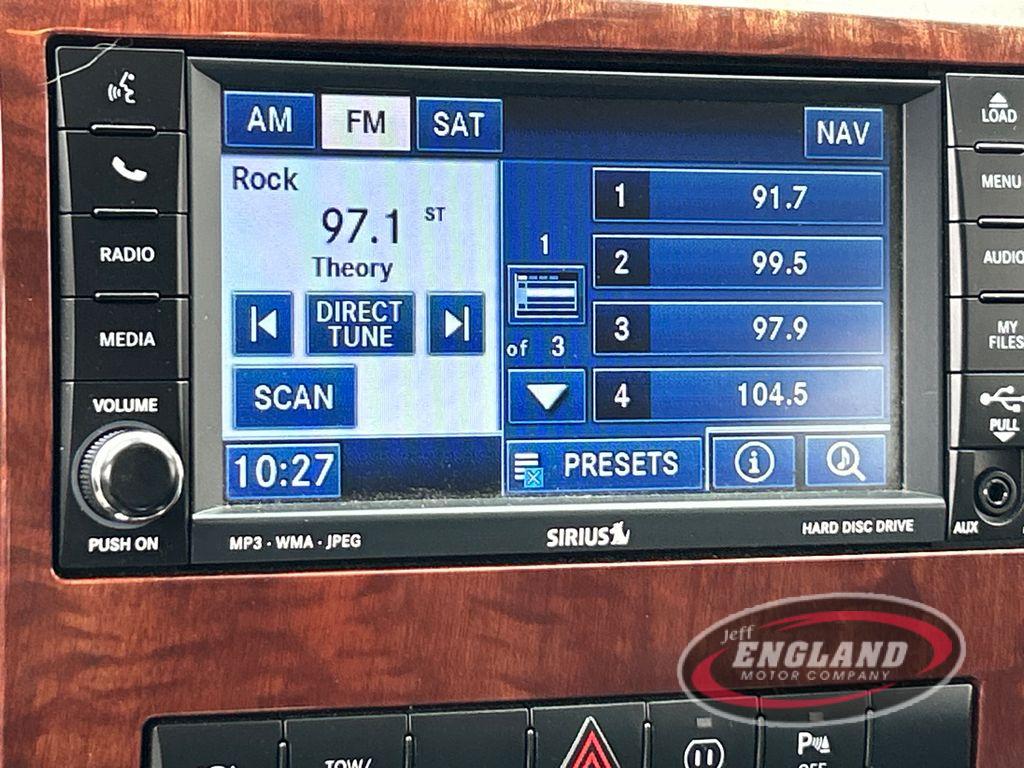 LOAD
AM FM SAT NAV
Rock
97.1 ST
Theory
1 91.7
RADIO
1
2 99.5
MENU
AUDIO
DIRECT
TUNE
of 3
3 97.9
MY
FILES
MEDIA
SCAN
4 104.5
VOLUME
PULL
10:27
PRESETS
i
PUSH ON
MP3 · WMA · JPEG
SIRIUS
HARD DISC DRIVE
AUX
Jeff
ENGLAND
MOTOR COMPANY
TOW/
P
OFF